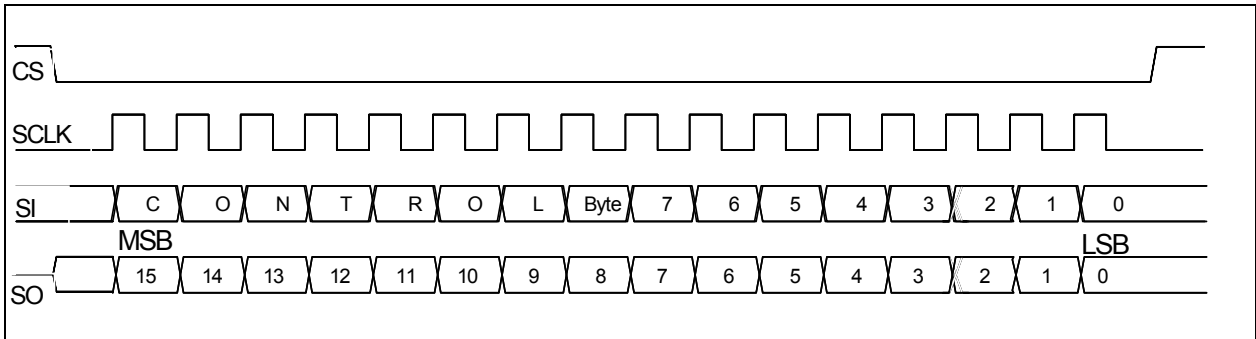 CS
SCLK
SI C O N T R O L Byte 7 6 5 4 3 2 1 0
MSB LSB
SO 15 14 13 12 11 10 9 8 7 6 5 4 3 2 1 0